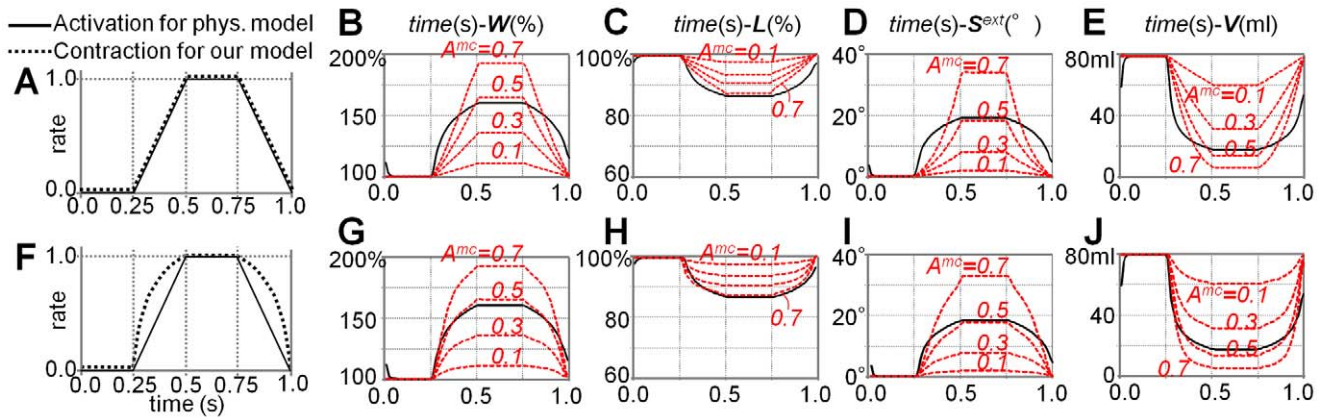 Activation for phys. model
Contraction for our model
A
rate
1.0
0.0
0.0 0.25 0.5 0.75 1.0
B
time(s)-W(%)
200%
150
100
0.0 0.5 1.0
A^mc=0.7
0.5
0.3
0.1
C
time(s)-L(%)
100%
80
60
0.0 0.5 1.0
A^mc=0.1
0.7
D
time(s)-S^ext(° )
40°
20°
0°
0.0 0.5 1.0
A^mc=0.7
0.5
0.3
0.1
E
time(s)-V(ml)
80ml
40
0
0.0 0.5 1.0
A^mc=0.1
0.3
0.5
0.7
F
rate
1.0
0.0
0.0 0.25 0.5 0.75 1.0
time (s)
G
200%
150
100
0.0 0.5 1.0
A^mc=0.7
0.5
0.3
0.1
H
100%
80
60
0.0 0.5 1.0
A^mc=0.1
0.7
I
40°
20°
0°
0.0 0.5 1.0
A^mc=0.7
0.5
0.3
0.1
J
80ml
40
0
0.0 0.5 1.0
A^mc=0.1
0.3
0.5
0.7